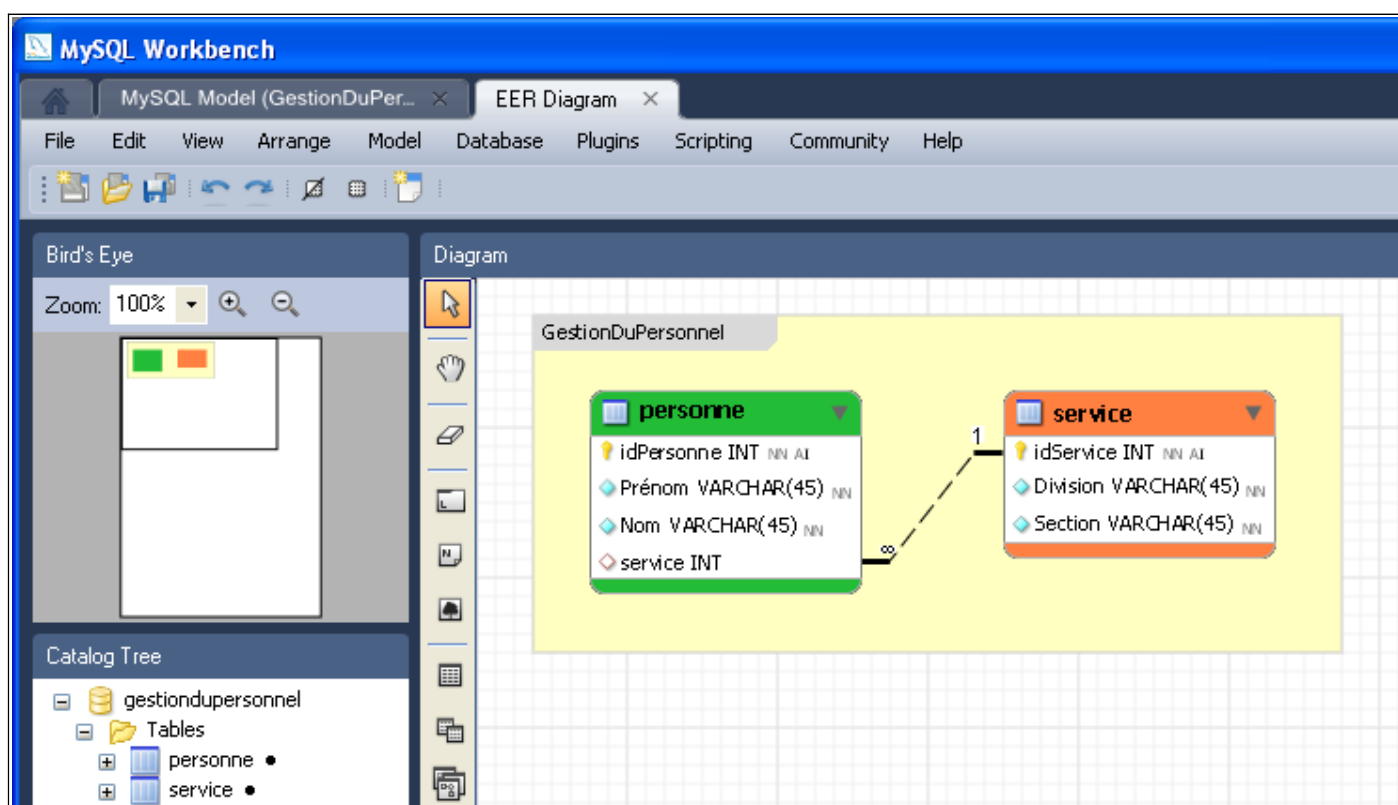 MySQL Workbench
MySQL Model (GestionDuPer... EER Diagram
File Edit View Arrange Model Database Plugins Scripting Community Help
Bird's Eye
Zoom: 100%
Diagram
GestionDuPersonnel
personne
idPersonne INT NN AI
Prénom VARCHAR(45) NN
Nom VARCHAR(45) NN
service INT
∞
1
service
idService INT NN AI
Division VARCHAR(45) NN
Section VARCHAR(45) NN
Catalog Tree
gestiondupersonnel
Tables
personne ●
service ●